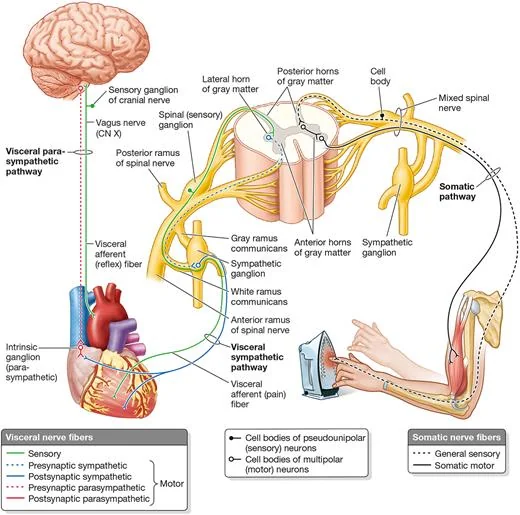 Sensory ganglion
of cranial nerve
Vagus nerve
(CN X)
Visceral para-
sympathetic
pathway
Visceral
afferent
(reflex) fiber
Intrinsic
ganglion (para-
sympathetic)
Lateral horn
of gray matter
Posterior horns
of gray matter
Cell
body
Spinal (sensory)
ganglion
Mixed spinal
nerve
Posterior ramus
of spinal nerve
Somatic
pathway
Gray ramus
communicans
Anterior horns
of gray matter
Sympathetic
ganglion
Sympathetic
ganglion
White ramus
communicans
Anterior ramus
of spinal nerve
Visceral
sympathetic
pathway
Visceral
afferent (pain)
fiber
Visceral nerve fibers
Sensory
Presynaptic sympathetic
Postsynaptic sympathetic
Presynaptic parasympathetic
Postsynaptic parasympathetic
Motor
Cell bodies of pseudounipolar
(sensory) neurons
Cell bodies of multipolar
(motor) neurons
Somatic nerve fibers
General sensory
Somatic motor